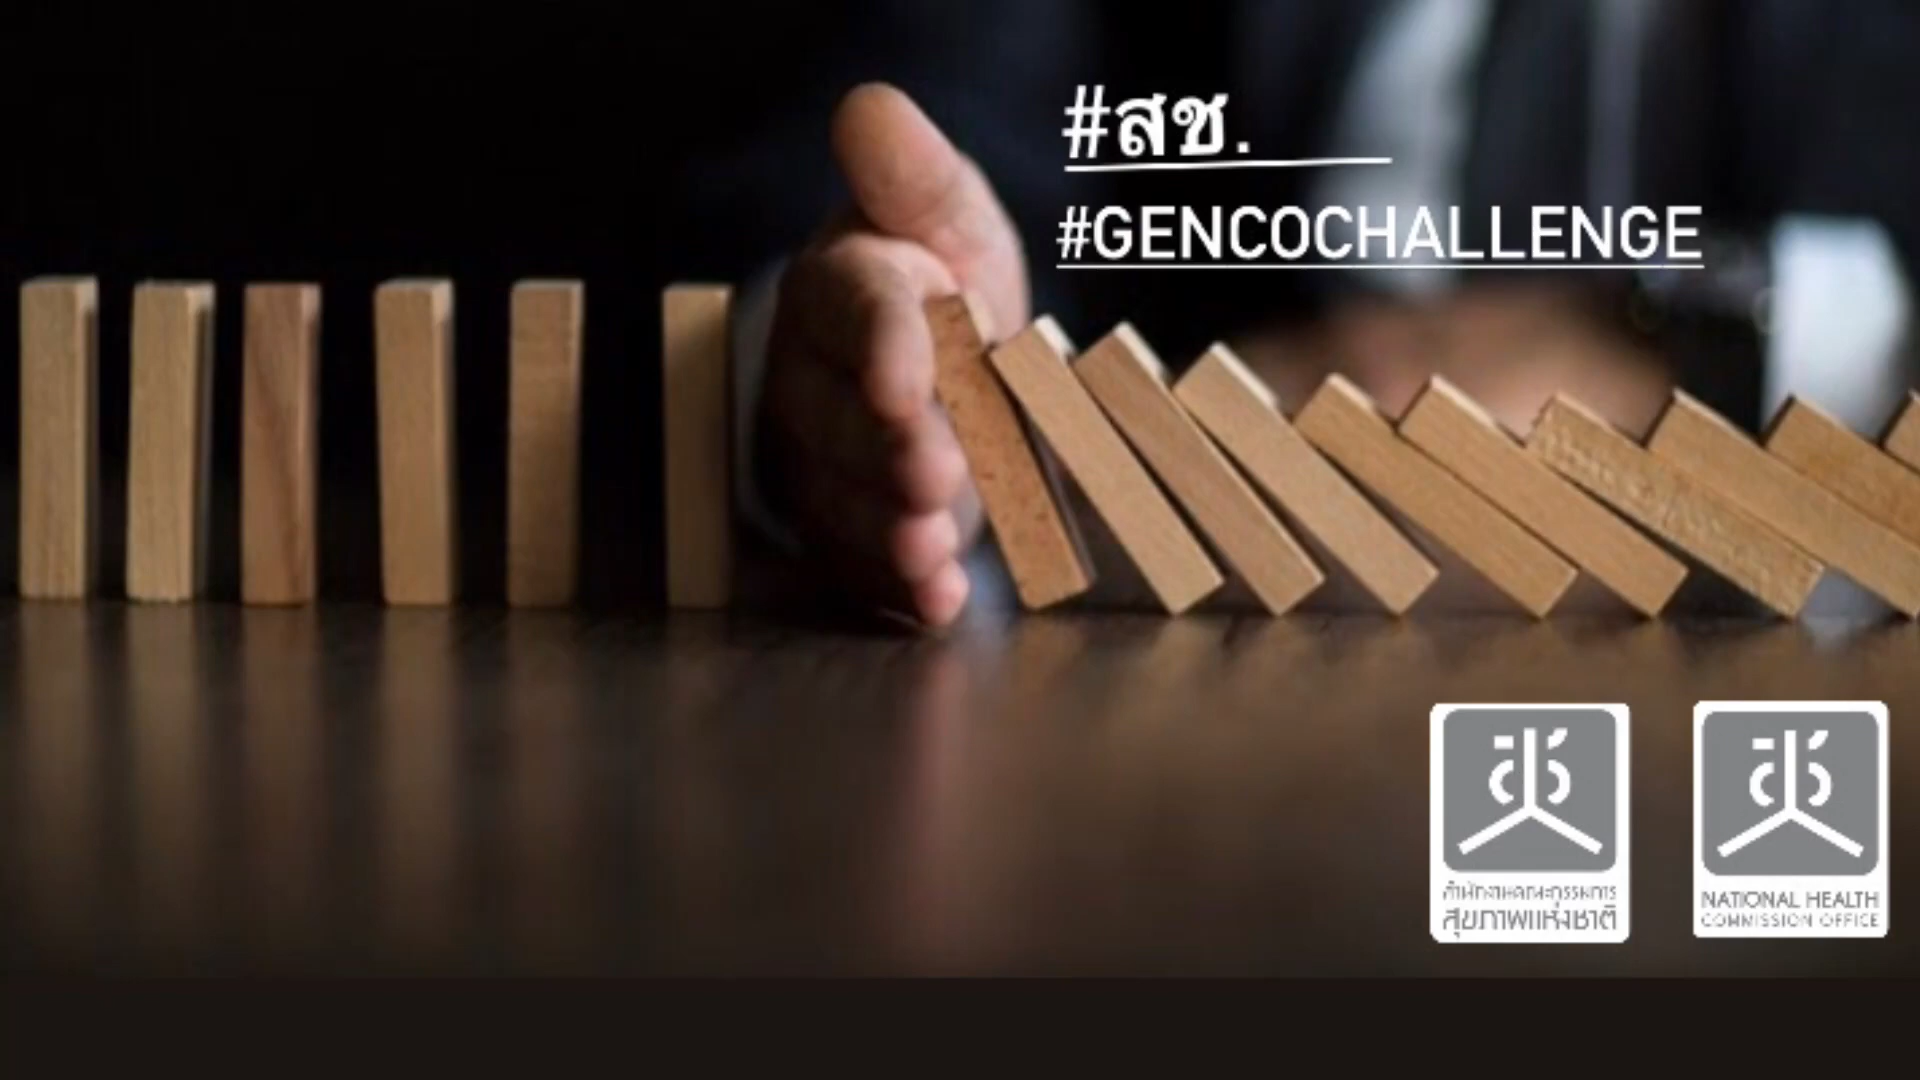 #สช.
#GENCOCHALLENGE
สำนักงานคณะกรรมการ
สุขภาพแห่งชาติ
NATIONAL HEALTH
COMMISSION OFFICE